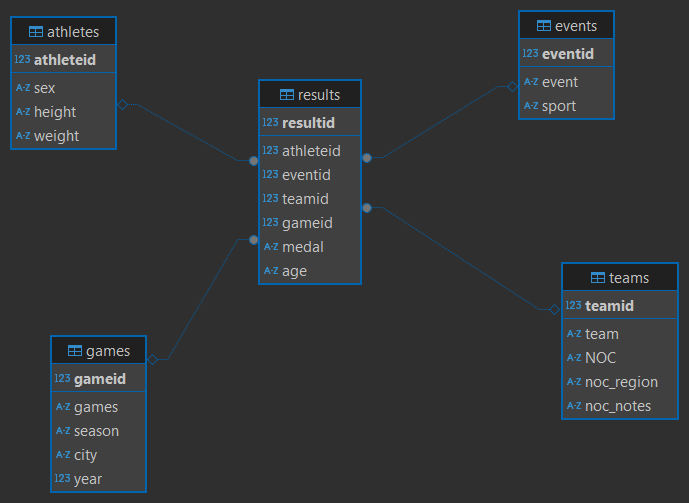 athletes
123 athleteid
A-Z sex
A-Z height
A-Z weight
events
123 eventid
A-Z event
A-Z sport
results
123 resultid
123 athleteid
123 eventid
123 teamid
123 gameid
A-Z medal
A-Z age
teams
123 teamid
A-Z team
A-Z NOC
A-Z noc_region
A-Z noc_notes
games
123 gameid
A-Z games
A-Z season
A-Z city
123 year